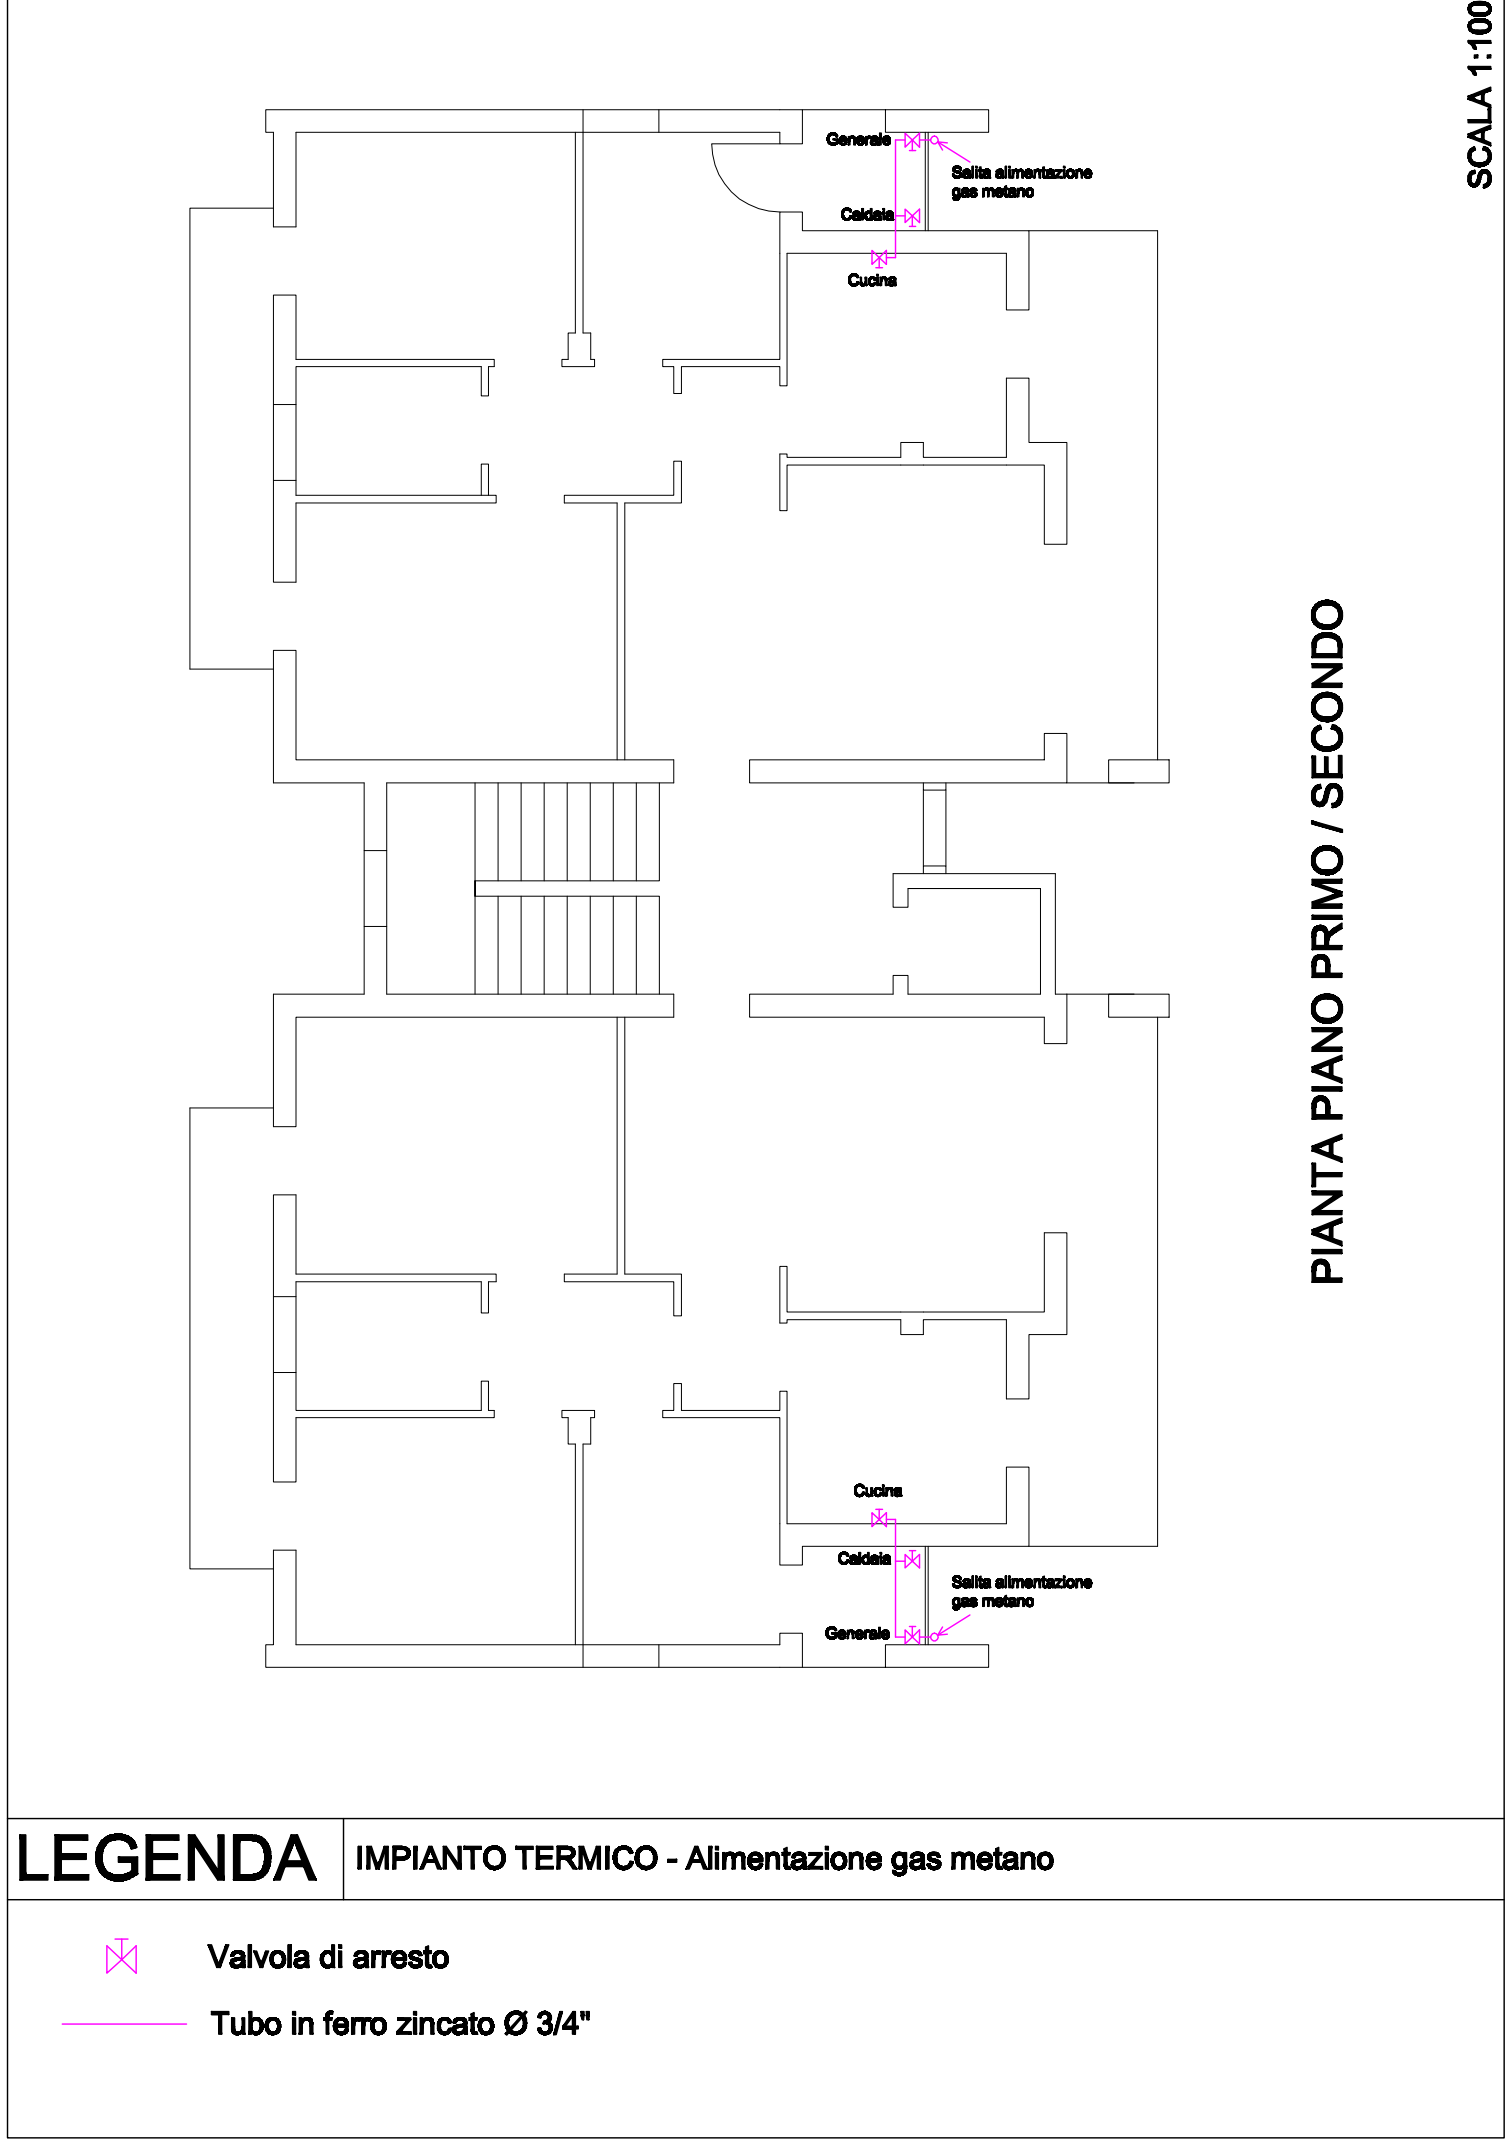 SCALA 1:100
Generale
Salita alimentazione
gas metano
Caldaia
Cucina
PIANTA PIANO PRIMO / SECONDO
Cucina
Caldaia
Salita alimentazione
gas metano
Generale
LEGENDA
IMPIANTO TERMICO - Alimentazione gas metano
Valvola di arresto
Tubo in ferro zincato Ø 3/4"